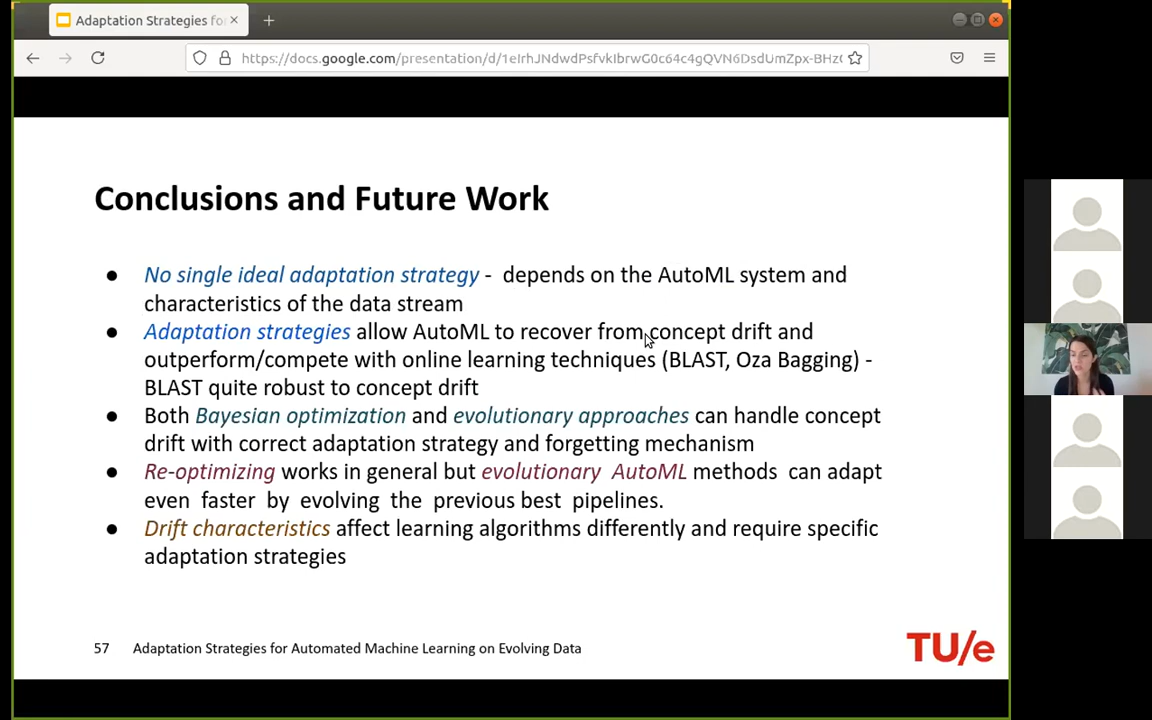 Adaptation Strategies fo
https://docs.google.com/presentation/d/1eIrhJNdwdPsfvkIbrwG0c64c4gQVN6DsdUmZpx-BHz
Conclusions and Future Work
● No single ideal adaptation strategy - depends on the AutoML system and
characteristics of the data stream
● Adaptation strategies allow AutoML to recover from concept drift and
outperform/compete with online learning techniques (BLAST, Oza Bagging) -
BLAST quite robust to concept drift
● Both Bayesian optimization and evolutionary approaches can handle concept
drift with correct adaptation strategy and forgetting mechanism
● Re-optimizing works in general but evolutionary AutoML methods can adapt
even faster by evolving the previous best pipelines.
● Drift characteristics affect learning algorithms differently and require specific
adaptation strategies
57 Adaptation Strategies for Automated Machine Learning on Evolving Data
TU/e